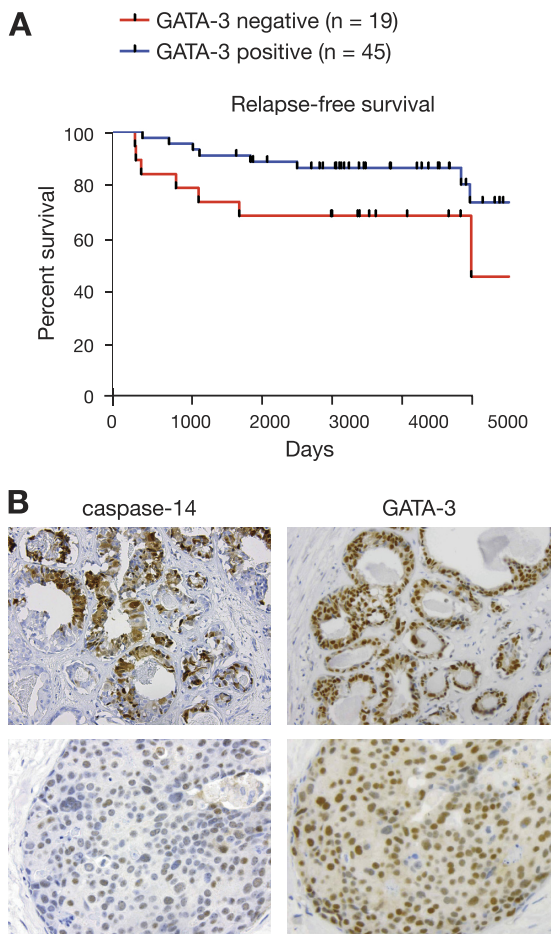 A
GATA-3 negative (n = 19)
GATA-3 positive (n = 45)
Relapse-free survival
Percent survival
100
80
60
40
20
0
0 1000 2000 3000 4000 5000
Days
B
caspase-14 GATA-3